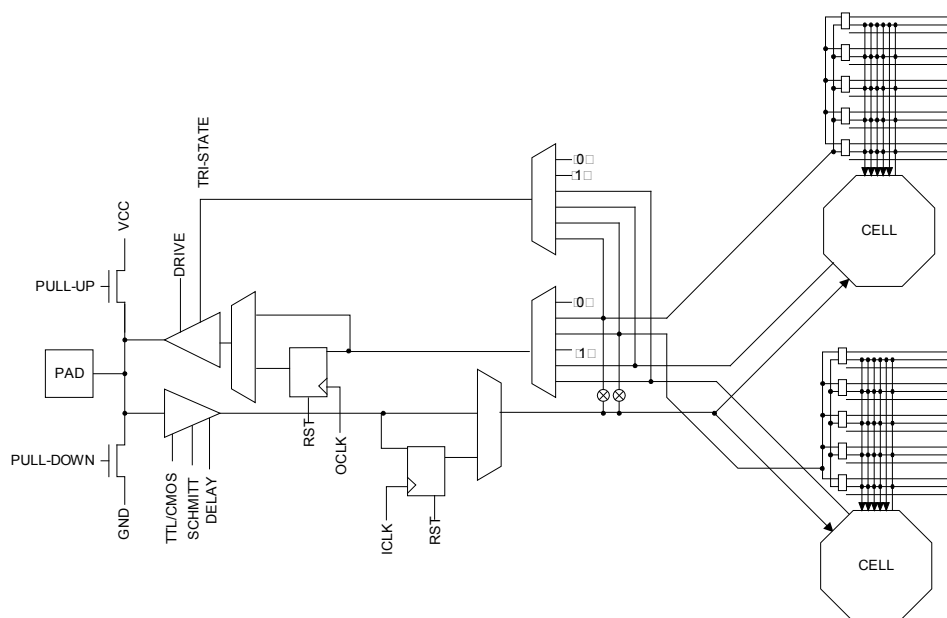 TRI-STATE
0
1
VCC
DRIVE
CELL
PULL-UP
0
PAD
1
RST
OCLK
PULL-DOWN
GND
TTL/CMOS
SCHMITT
DELAY
ICLK
RST
CELL